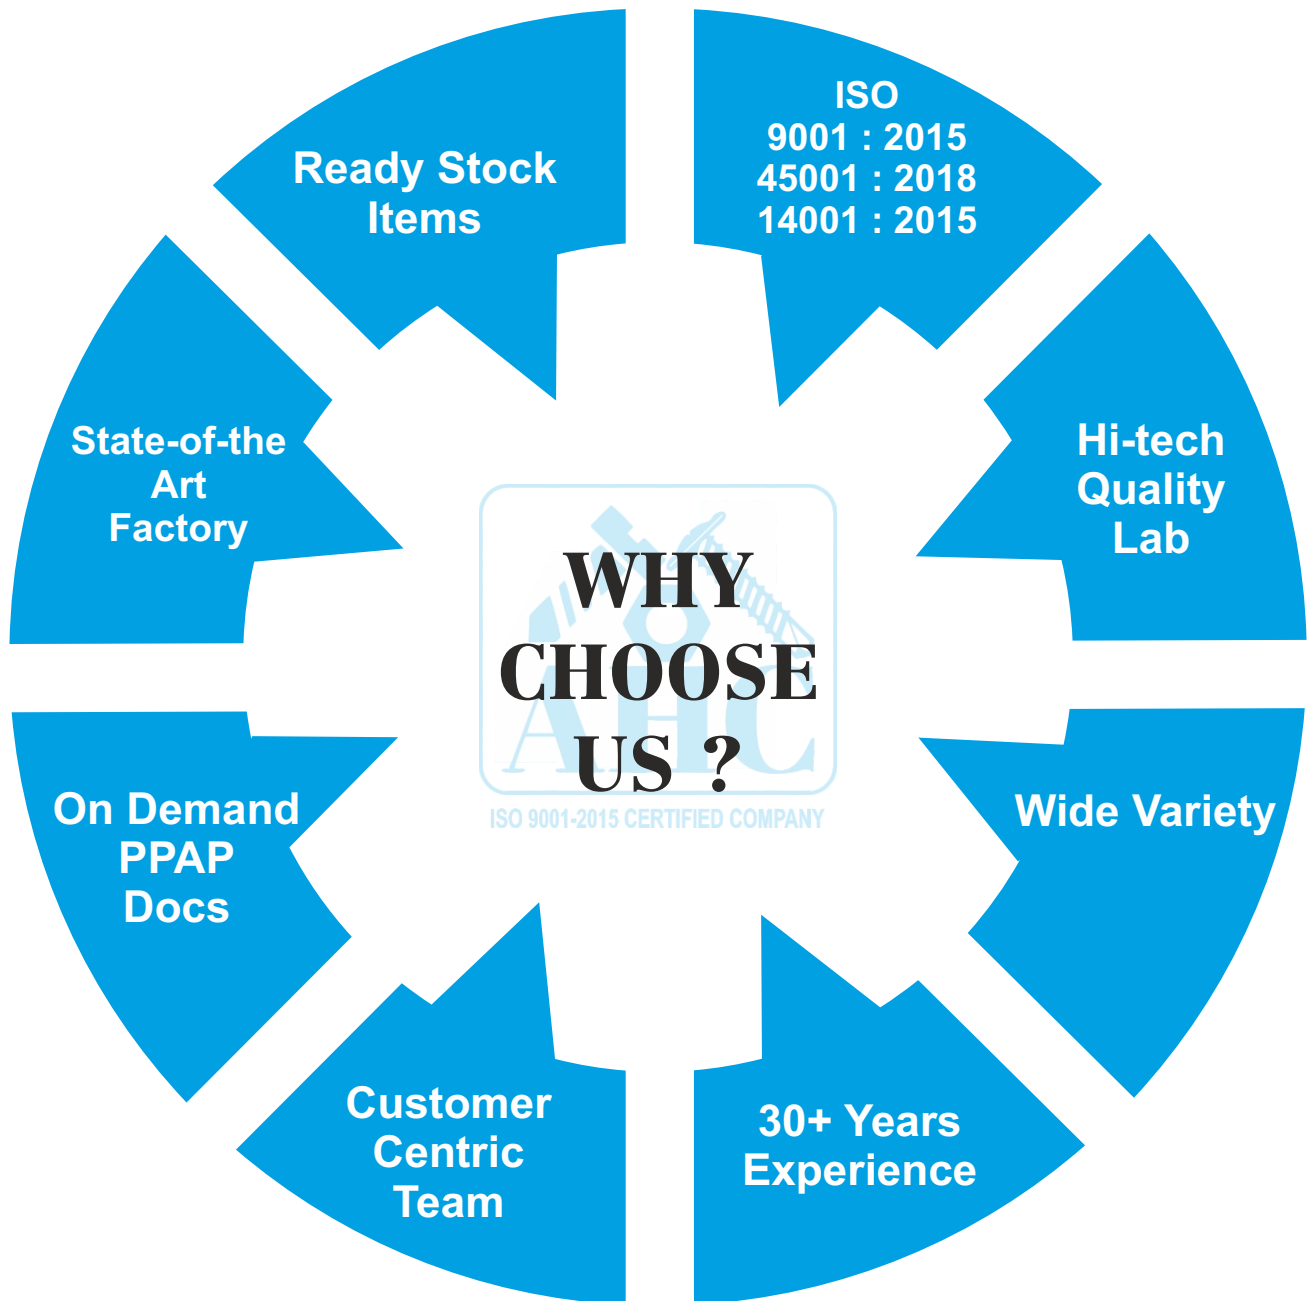 ISO
9001 : 2015
45001 : 2018
14001 : 2015
Hi-tech
Quality
Lab
Wide Variety
30+ Years
Experience
Customer
Centric
Team
On Demand
PPAP
Docs
State-of-the
Art
Factory
Ready Stock
Items
WHY
CHOOSE
US ?
AHC
ISO 9001-2015 CERTIFIED COMPANY